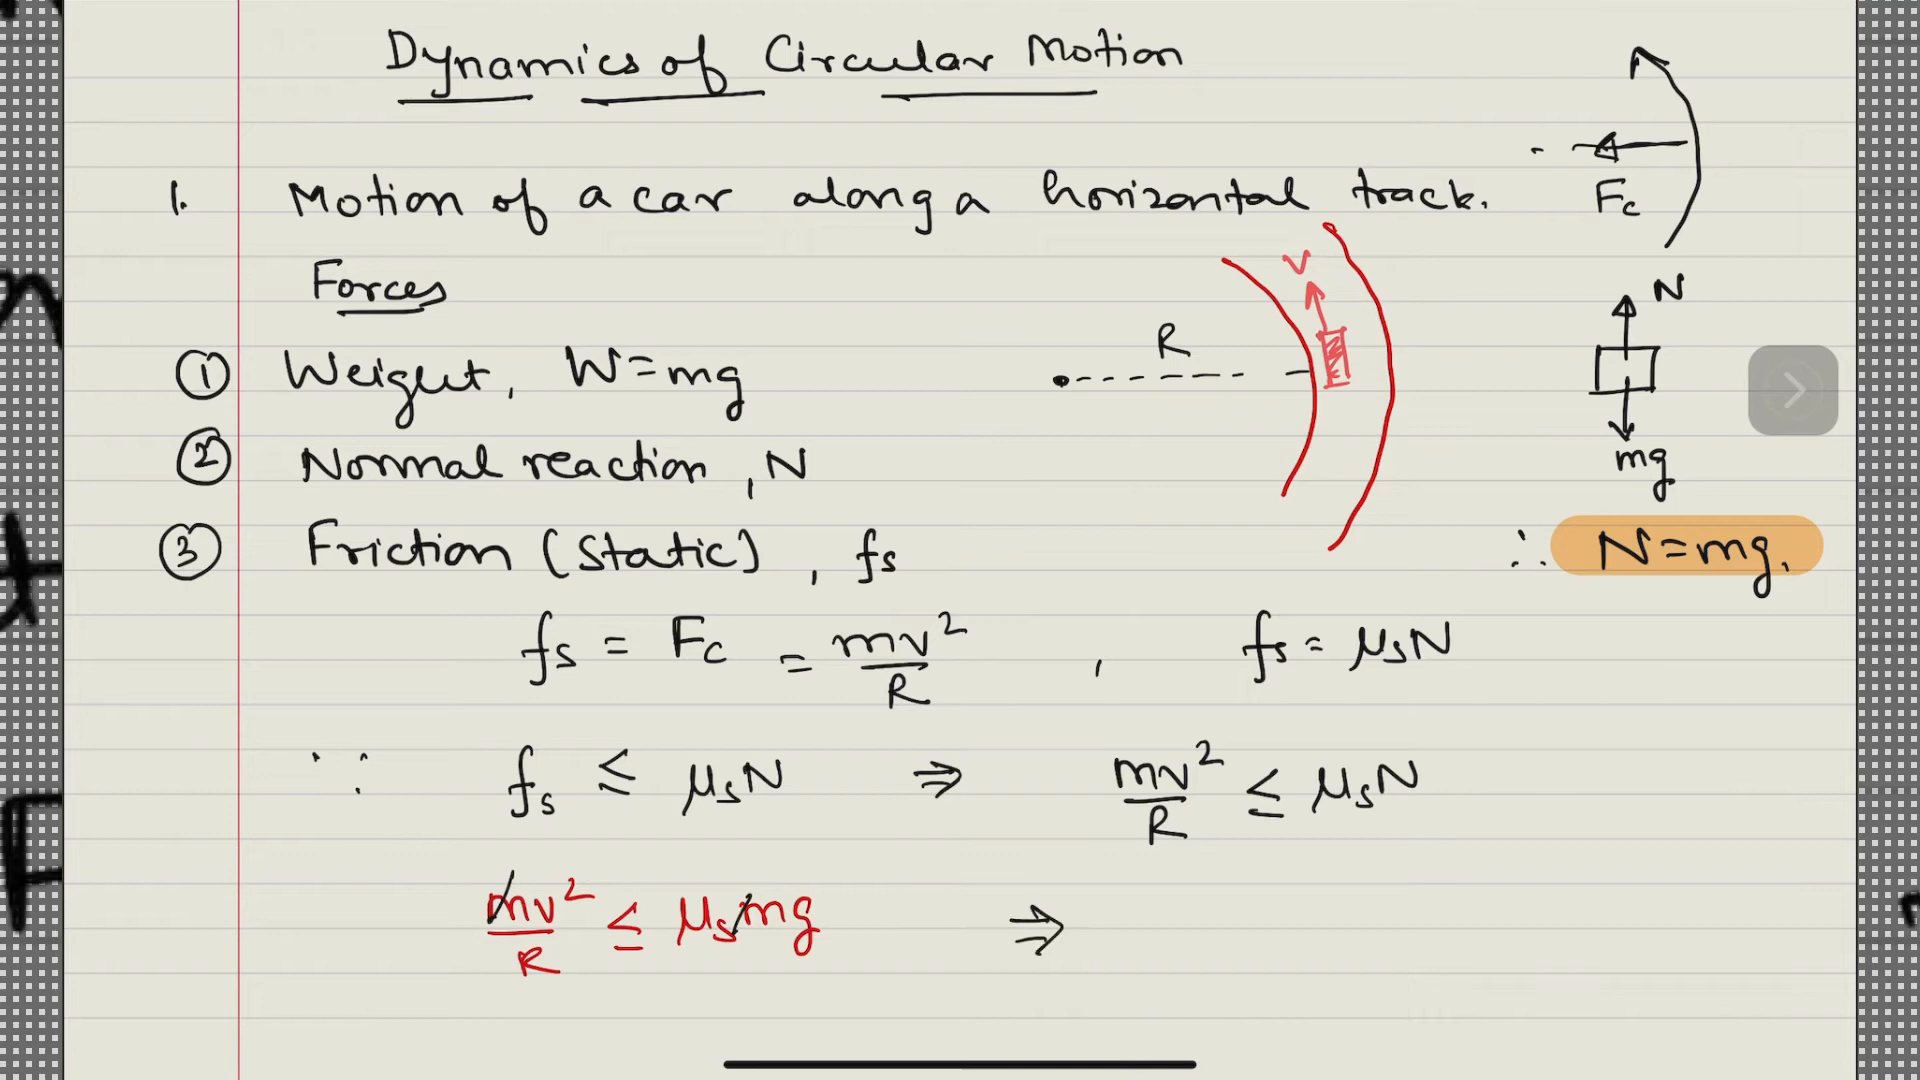 Dynamics of Circular Motion
1. Motion of a car along a horizontal track.
Fc
Forces
V
R
N
mg
① Weight, W=mg
② Normal reaction, N
③ Friction (Static), fs
∴ N=mg.
fs = Fc = mv²/R , fs = μsN
∵ fs ≤ μsN ⇒ mv²/R ≤ μsN
mv²/R ≤ μsmg ⇒